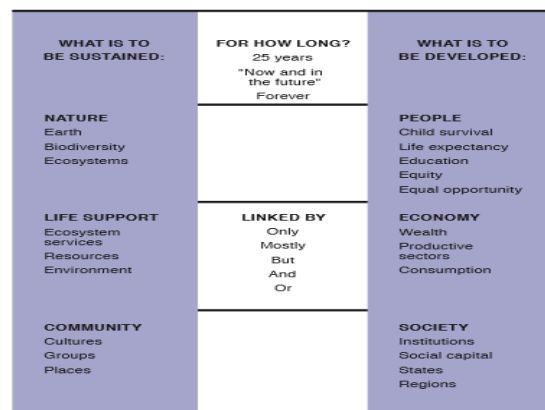 WHAT IS TO
BE SUSTAINED:
FOR HOW LONG?
25 years
"Now and in
the future"
Forever
WHAT IS TO
BE DEVELOPED:
NATURE
Earth
Biodiversity
Ecosystems
PEOPLE
Child survival
Life expectancy
Education
Equity
Equal opportunity
LIFE SUPPORT
Ecosystem
services
Resources
Environment
LINKED BY
Only
Mostly
But
And
Or
ECONOMY
Wealth
Productive
sectors
Consumption
COMMUNITY
Cultures
Groups
Places
SOCIETY
Institutions
Social capital
States
Regions